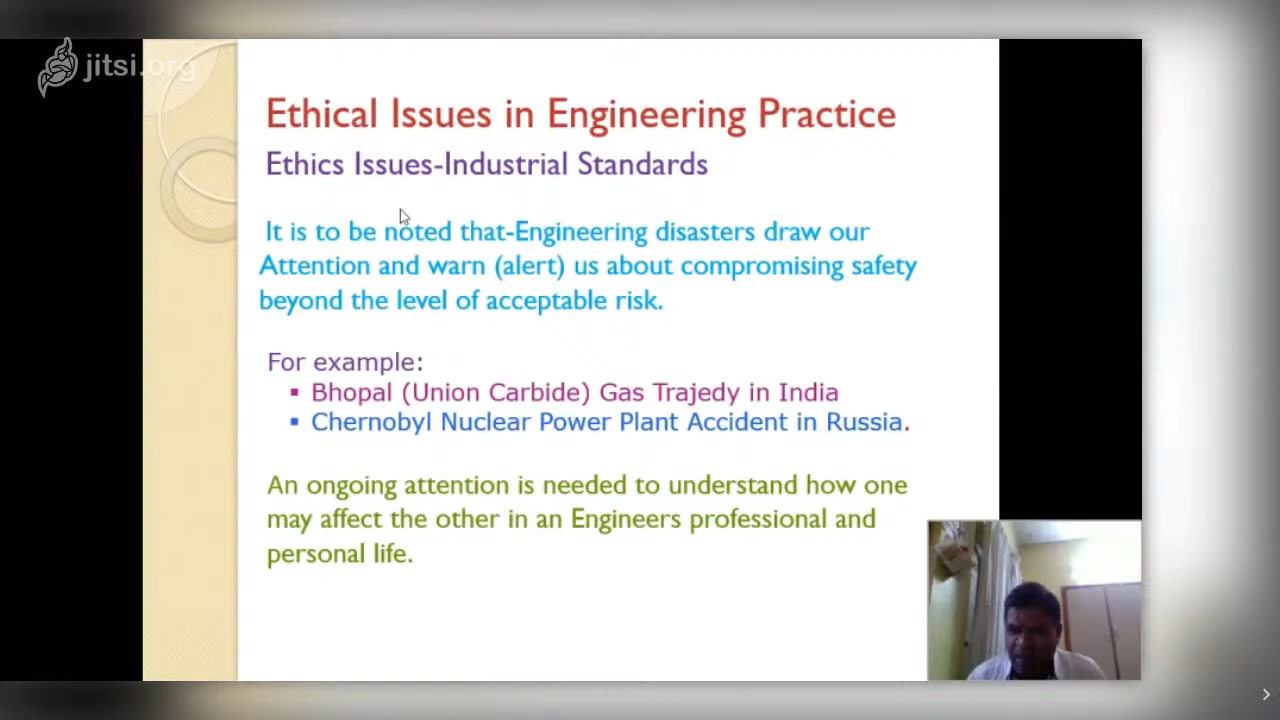 jitsi.org
Ethical Issues in Engineering Practice
Ethics Issues-Industrial Standards
It is to be noted that-Engineering disasters draw our
Attention and warn (alert) us about compromising safety
beyond the level of acceptable risk.
For example:
▪ Bhopal (Union Carbide) Gas Trajedy in India
▪ Chernobyl Nuclear Power Plant Accident in Russia.
An ongoing attention is needed to understand how one
may affect the other in an Engineers professional and
personal life.